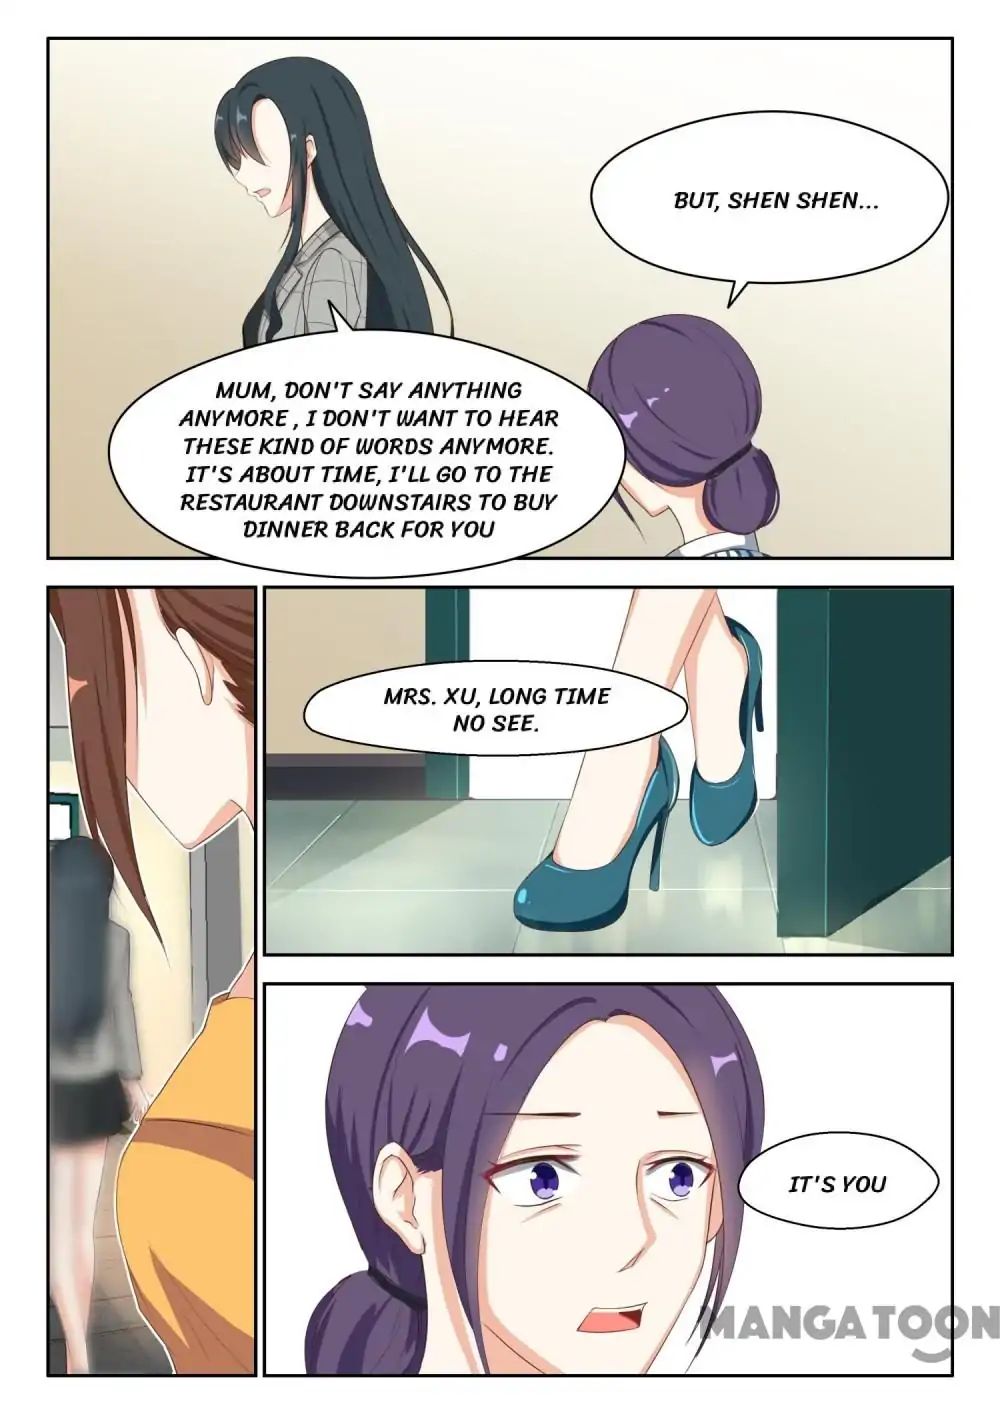 BUT, SHEN SHEN...
MUM, DON'T SAY ANYTHING
ANYMORE , I DON'T WANT TO HEAR
THESE KIND OF WORDS ANYMORE.
IT'S ABOUT TIME, I'LL GO TO THE
RESTAURANT DOWNSTAIRS TO BUY
DINNER BACK FOR YOU
MRS. XU, LONG TIME
NO SEE.
IT'S YOU
MANGATOON